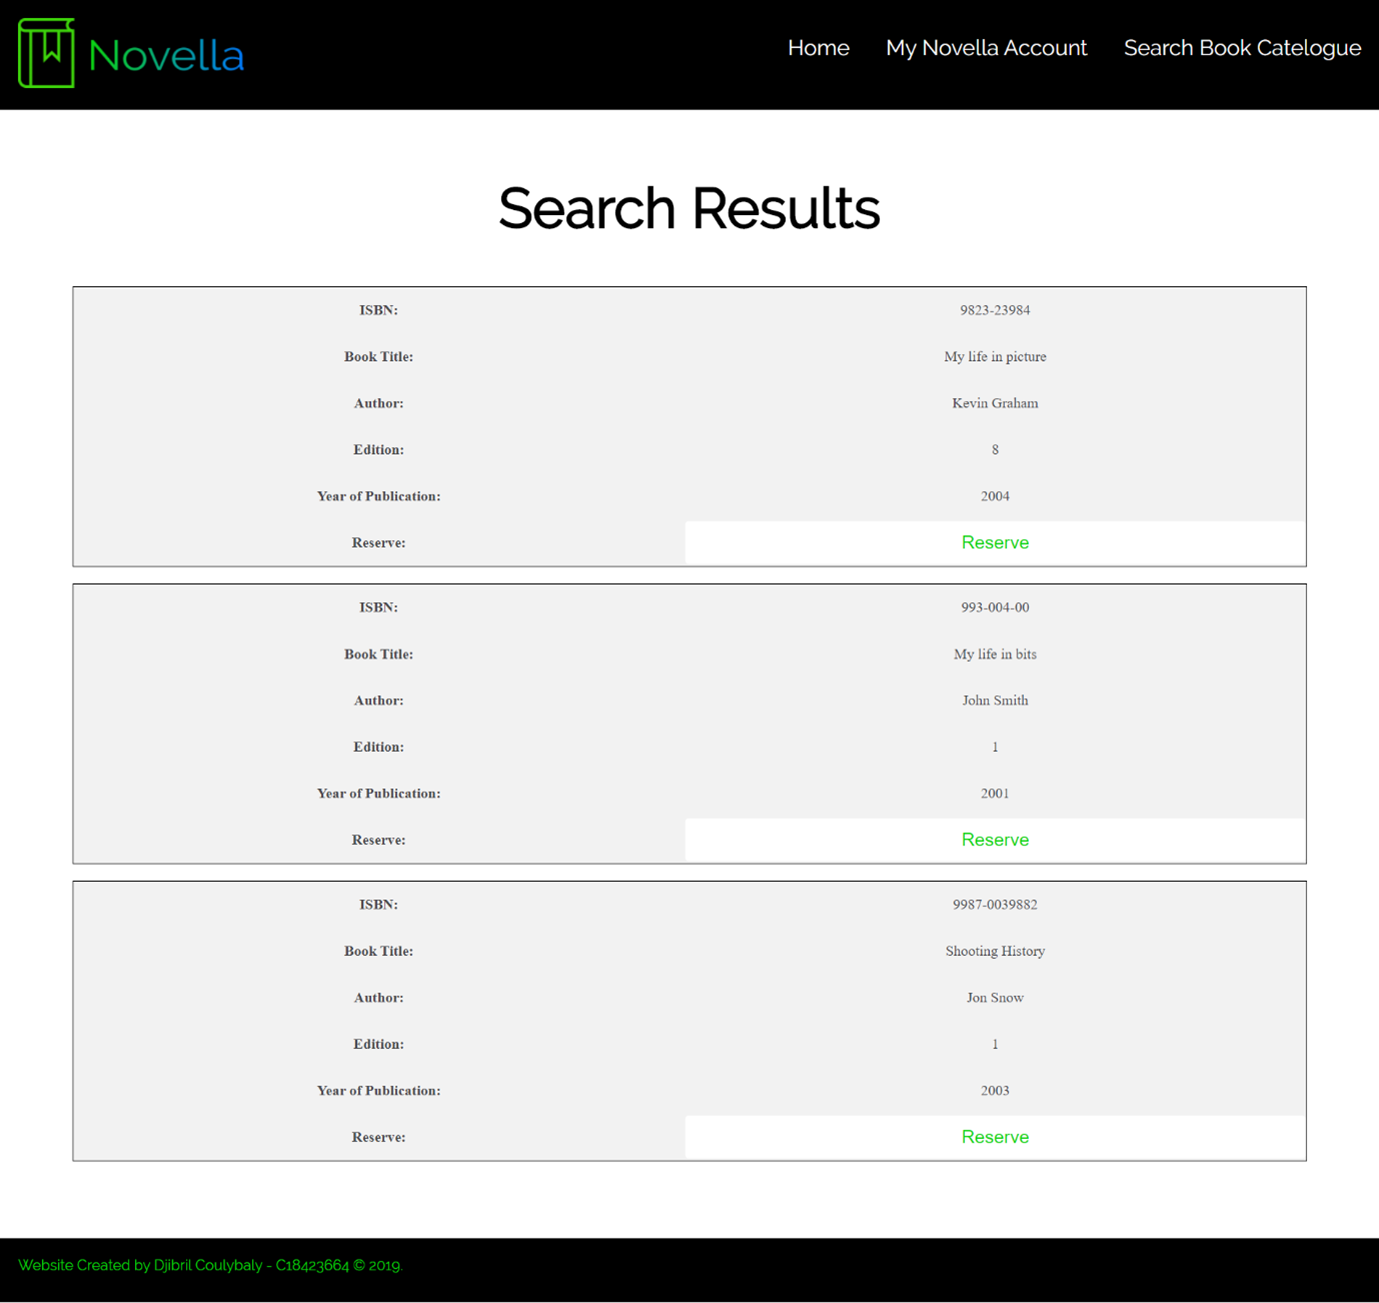 Novella
Home My Novella Account Search Book Catelogue
Search Results
ISBN: 9823-23984
Book Title: My life in picture
Author: Kevin Graham
Edition: 8
Year of Publication: 2004
Reserve: Reserve
ISBN: 993-004-00
Book Title: My life in bits
Author: John Smith
Edition: 1
Year of Publication: 2001
Reserve: Reserve
ISBN: 9987-0039882
Book Title: Shooting History
Author: Jon Snow
Edition: 1
Year of Publication: 2003
Reserve: Reserve
Website Created by Djibril Coulybaly - C18423664 © 2019.